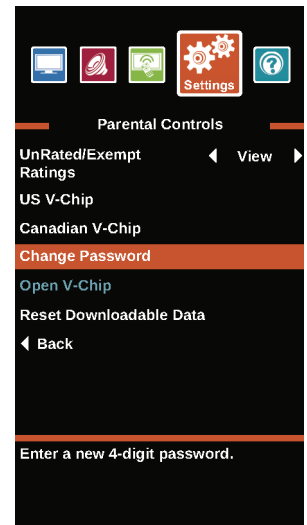 Settings
Parental Controls
UnRated/Exempt View
Ratings
US V-Chip
Canadian V-Chip
Change Password
Open V-Chip
Reset Downloadable Data
Back
Enter a new 4-digit password.